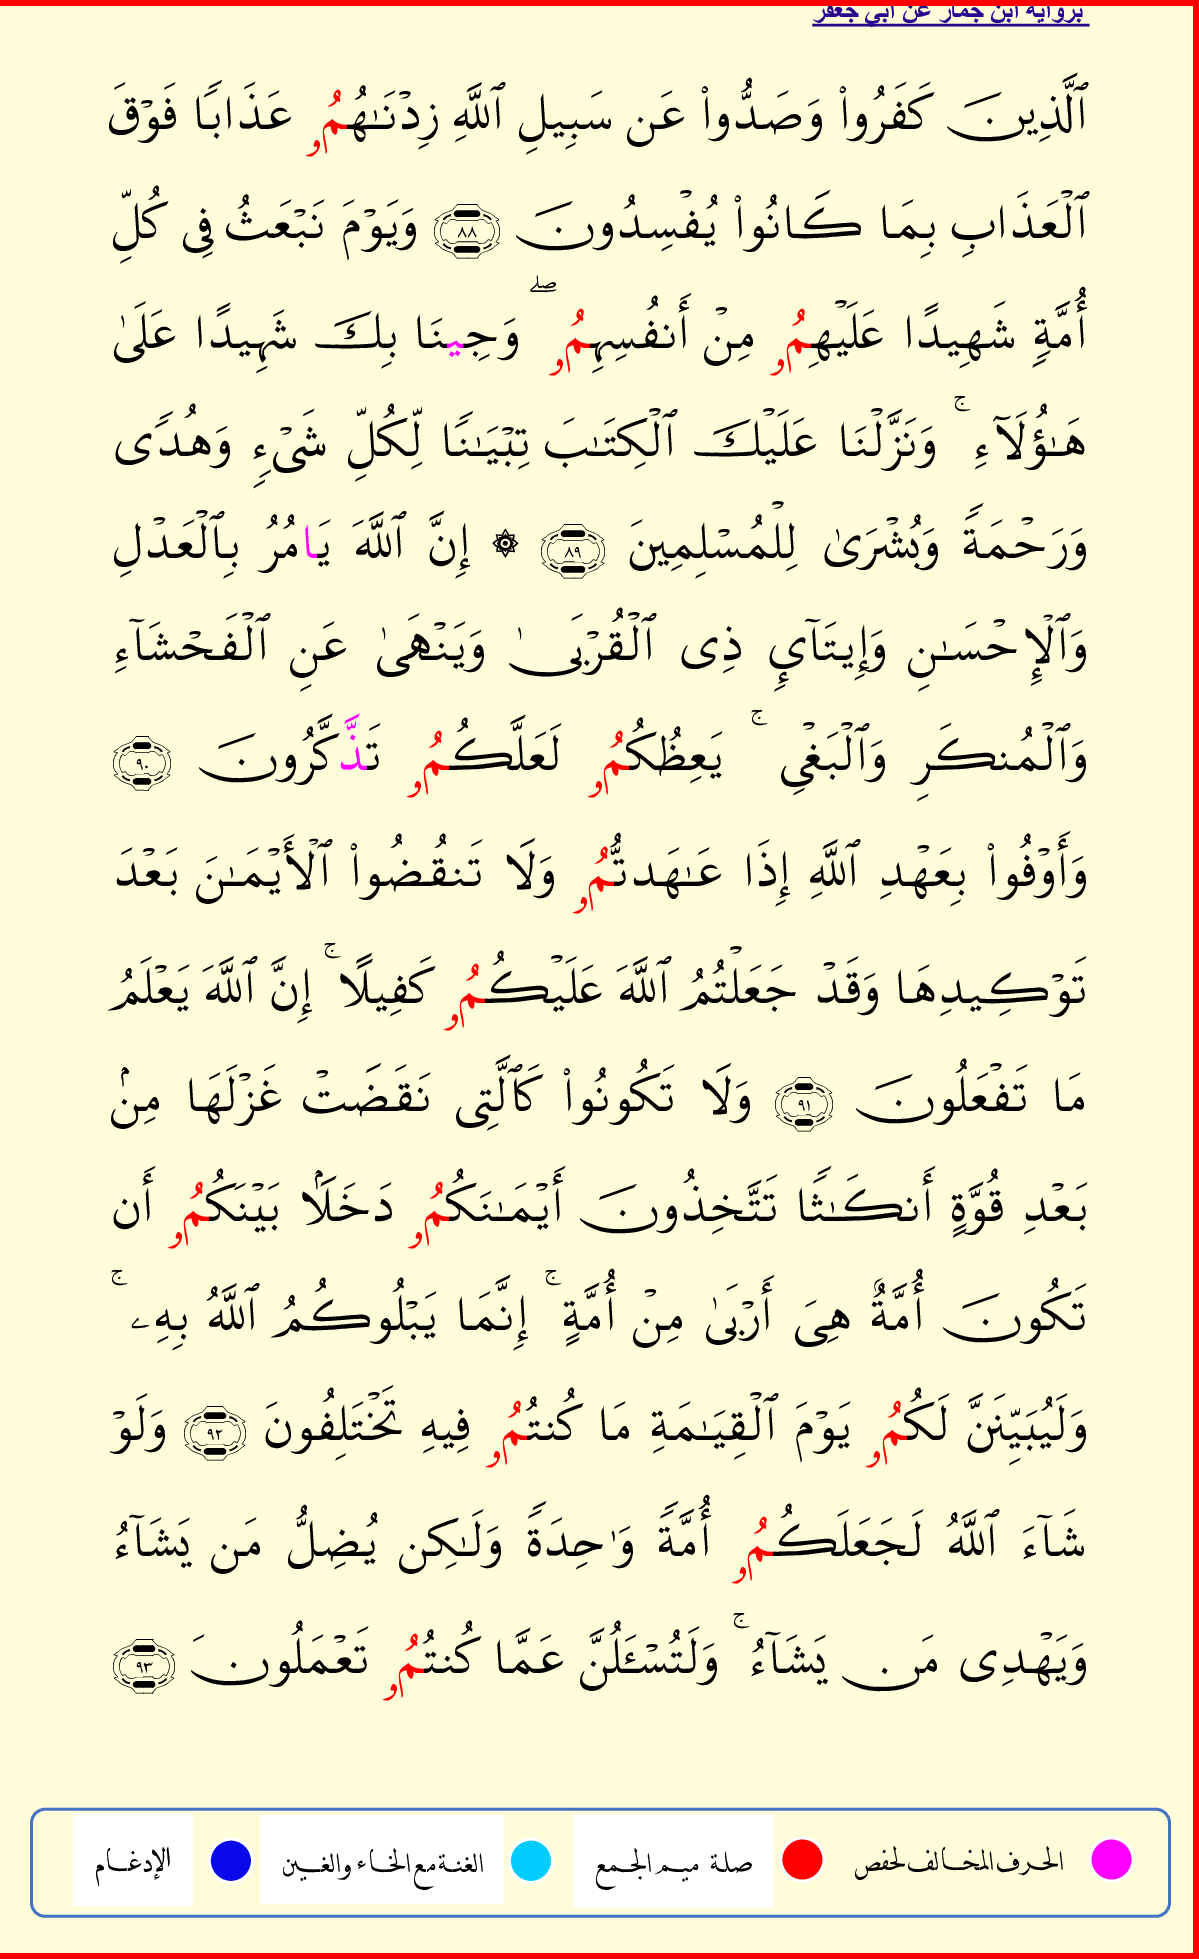 برواية ابن جماز عن أبي جعفر
ٱلَّذِينَ كَفَرُواْ وَصَدُّواْ عَن سَبِيلِ ٱللَّهِ زِدْنَٰهُمُۥ عَذَابًا فَوْقَ
ٱلْعَذَابِ بِمَا كَانُواْ يُفْسِدُونَ ٨٨ وَيَوْمَ نَبْعَثُ فِى كُلِّ
أُمَّةٍ شَهِيدًا عَلَيْهِمُۥ مِنْ أَنفُسِهِمُۥ ۖ وَجِينَا بِكَ شَهِيدًا عَلَىٰ
هَٰؤُلَآءِ ۚ وَنَزَّلْنَا عَلَيْكَ ٱلْكِتَٰبَ تِبْيَٰنًا لِّكُلِّ شَىْءٍ وَهُدًى
وَرَحْمَةً وَبُشْرَىٰ لِلْمُسْلِمِينَ ٨٩ ۞ إِنَّ ٱللَّهَ يَامُرُ بِٱلْعَدْلِ
وَٱلْإِحْسَٰنِ وَإِيتَآىِٕ ذِى ٱلْقُرْبَىٰ وَيَنْهَىٰ عَنِ ٱلْفَحْشَآءِ
وَٱلْمُنكَرِ وَٱلْبَغْىِ ۚ يَعِظُكُمُۥ لَعَلَّكُمُۥ تَذَّكَّرُونَ ٩٠
وَأَوْفُواْ بِعَهْدِ ٱللَّهِ إِذَا عَٰهَدتُّمُۥ وَلَا تَنقُضُواْ ٱلْأَيْمَٰنَ بَعْدَ
تَوْكِيدِهَا وَقَدْ جَعَلْتُمُ ٱللَّهَ عَلَيْكُمُۥ كَفِيلًا ۚ إِنَّ ٱللَّهَ يَعْلَمُ
مَا تَفْعَلُونَ ٩١ وَلَا تَكُونُواْ كَٱلَّتِى نَقَضَتْ غَزْلَهَا مِنۢ
بَعْدِ قُوَّةٍ أَنكَٰثًا تَتَّخِذُونَ أَيْمَٰنَكُمُۥ دَخَلَۢا بَيْنَكُمُۥ أَن
تَكُونَ أُمَّةٌ هِىَ أَرْبَىٰ مِنْ أُمَّةٍ ۚ إِنَّمَا يَبْلُوكُمُ ٱللَّهُ بِهِۦ ۚ
وَلَيُبَيِّنَنَّ لَكُمُۥ يَوْمَ ٱلْقِيَٰمَةِ مَا كُنتُمُۥ فِيهِ تَخْتَلِفُونَ ٩٢ وَلَوْ
شَآءَ ٱللَّهُ لَجَعَلَكُمُۥ أُمَّةً وَٰحِدَةً وَلَٰكِن يُضِلُّ مَن يَشَآءُ
وَيَهْدِى مَن يَشَآءُ ۚ وَلَتُسْـَٔلُنَّ عَمَّا كُنتُمُۥ تَعْمَلُونَ ٩٣
الحرف المخالف لحفص صلة ميم الجمع الغنة مع الخاء والغين الإدغام